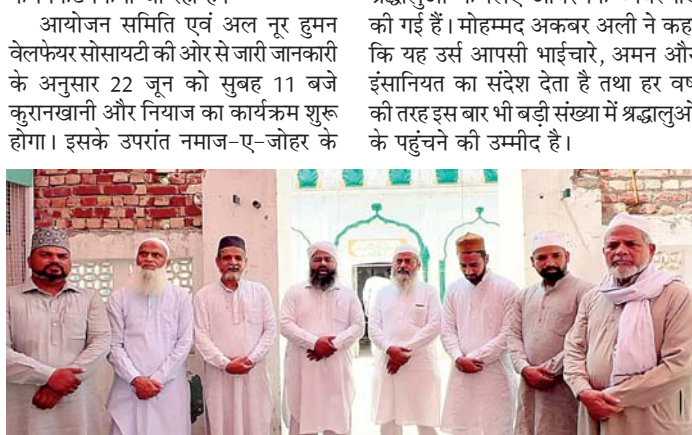 आयोजन समिति एवं अल नूर हुमन
वेलफेयर सोसायटी की ओर से जारी जानकारी
के अनुसार 22 जून को सुबह 11 बजे
कुरानखानी और नियाज का कार्यक्रम शुरू
होगा। इसके उपरांत नमाज-ए-जोहर के
की गई हैं। मोहम्मद अकबर अली ने कह
कि यह उर्स आपसी भाईचारे, अमन और
इंसानियत का संदेश देता है तथा हर वर्ष
की तरह इस बार भी बड़ी संख्या में श्रद्धालुओं
के पहुंचने की उम्मीद है।